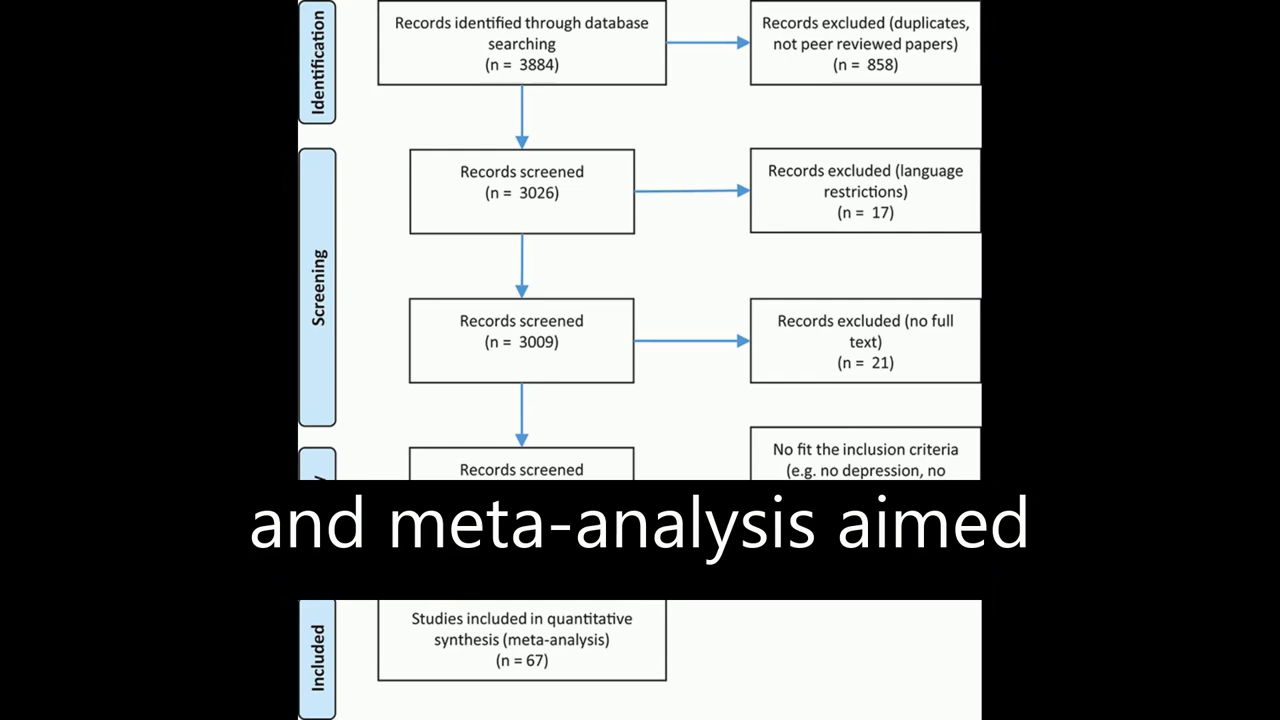 Identification
Records identified through database
searching
(n = 3884)
Records excluded (duplicates,
not peer reviewed papers)
(n = 858)
Screening
Records screened
(n = 3026)
Records excluded (language
restrictions)
(n = 17)
Records screened
(n = 3009)
Records excluded (no full
text)
(n = 21)
Records screened
No fit the inclusion criteria
(e.g. no depression, no
and meta-analysis aimed
Included
Studies included in quantitative
synthesis (meta-analysis)
(n = 67)